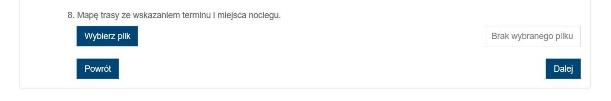 8. Mapę trasy ze wskazaniem terminu i miejsca noclegu.
Wybierz plik
Brak wybranego pliku
Powrót
Dalej